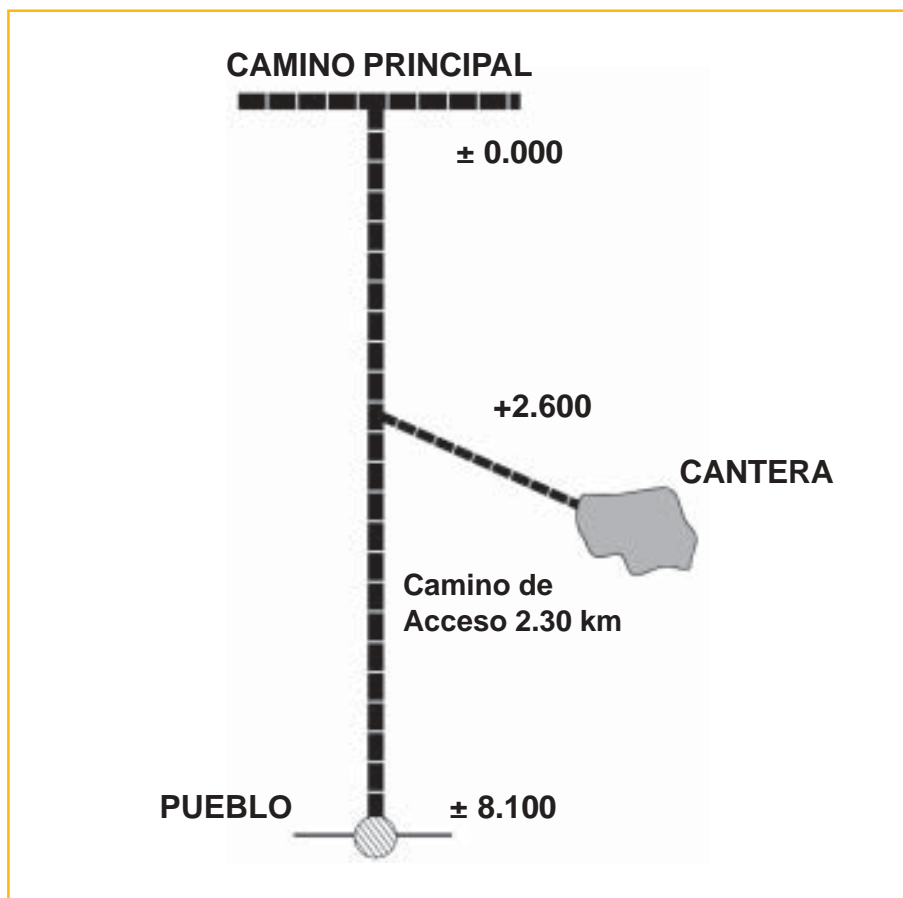 CAMINO PRINCIPAL
± 0.000
+2.600
CANTERA
Camino de
Acceso 2.30 km
PUEBLO
± 8.100